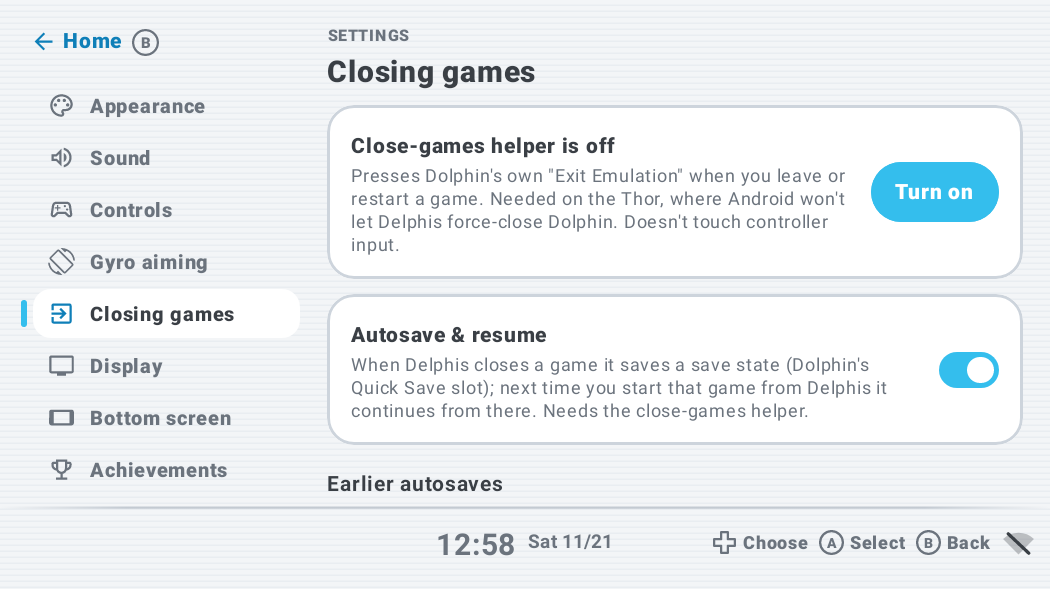 Home B
Appearance
Sound
Controls
Gyro aiming
Closing games
Display
Bottom screen
Achievements
SETTINGS
Closing games
Close-games helper is off
Presses Dolphin's own "Exit Emulation" when you leave or
restart a game. Needed on the Thor, where Android won't
let Delphis force-close Dolphin. Doesn't touch controller
input.
Turn on
Autosave & resume
When Delphis closes a game it saves a save state (Dolphin's
Quick Save slot); next time you start that game from Delphis it
continues from there. Needs the close-games helper.
Earlier autosaves
12:58 Sat 11/21
Choose A Select B Back